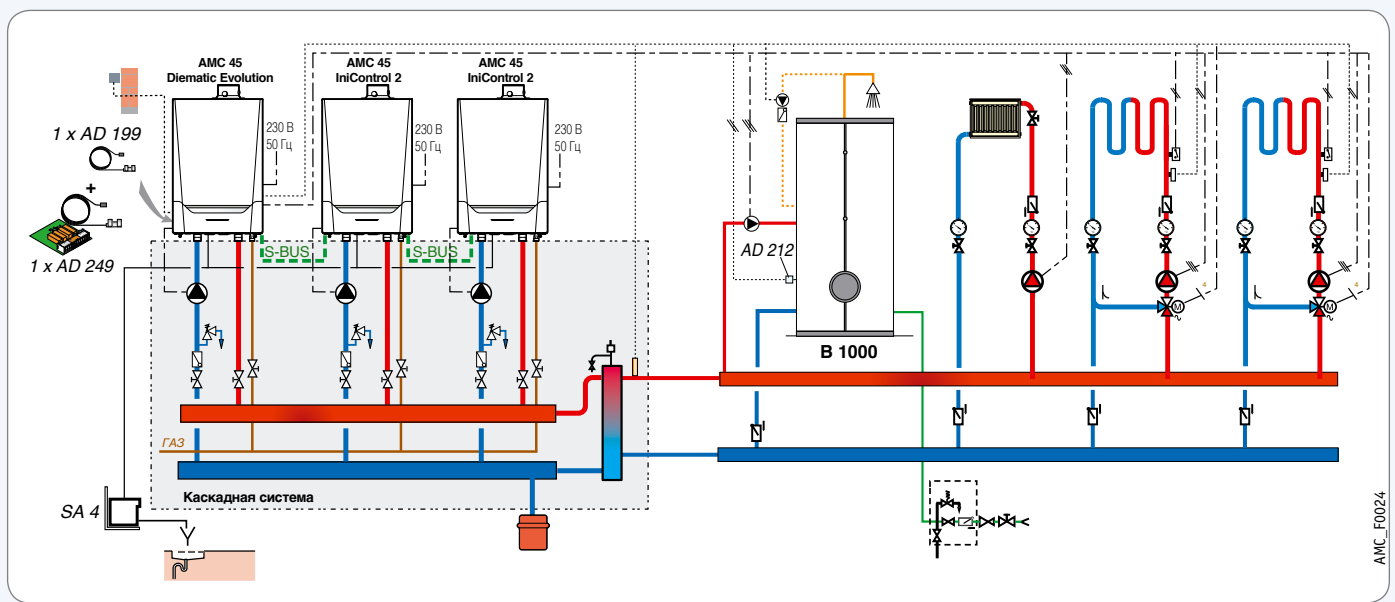 AMC 45
Diematic Evolution
AMC 45
IniControl 2
AMC 45
IniControl 2
1 x AD 199
+
1 x AD 249
230 В
50 Гц
230 В
50 Гц
230 В
50 Гц
S-BUS
S-BUS
AD 212
B 1000
4
4
M
M
ГАЗ
Каскадная система
SA 4
AMC_F0024